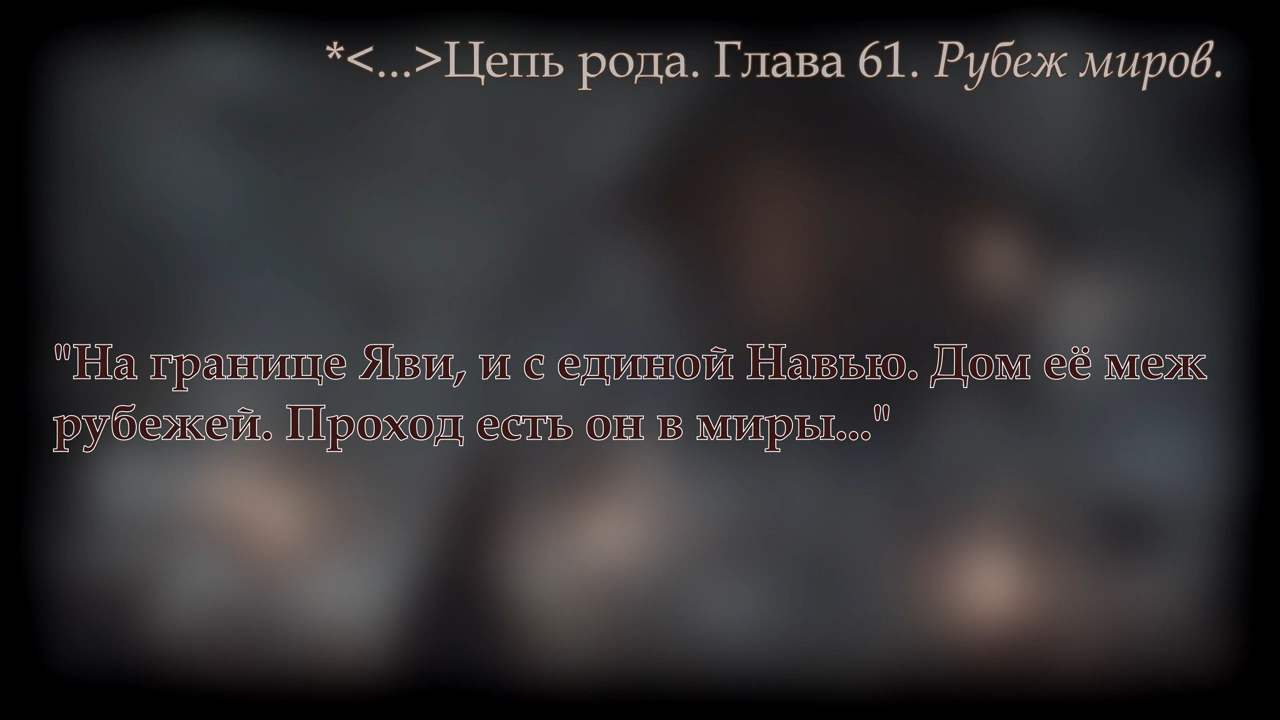 *<...>Цепь рода. Глава 61. Рубеж миров.
"На границе Яви, и с единой Навью. Дом её меж
рубежей. Проход есть он в миры..."